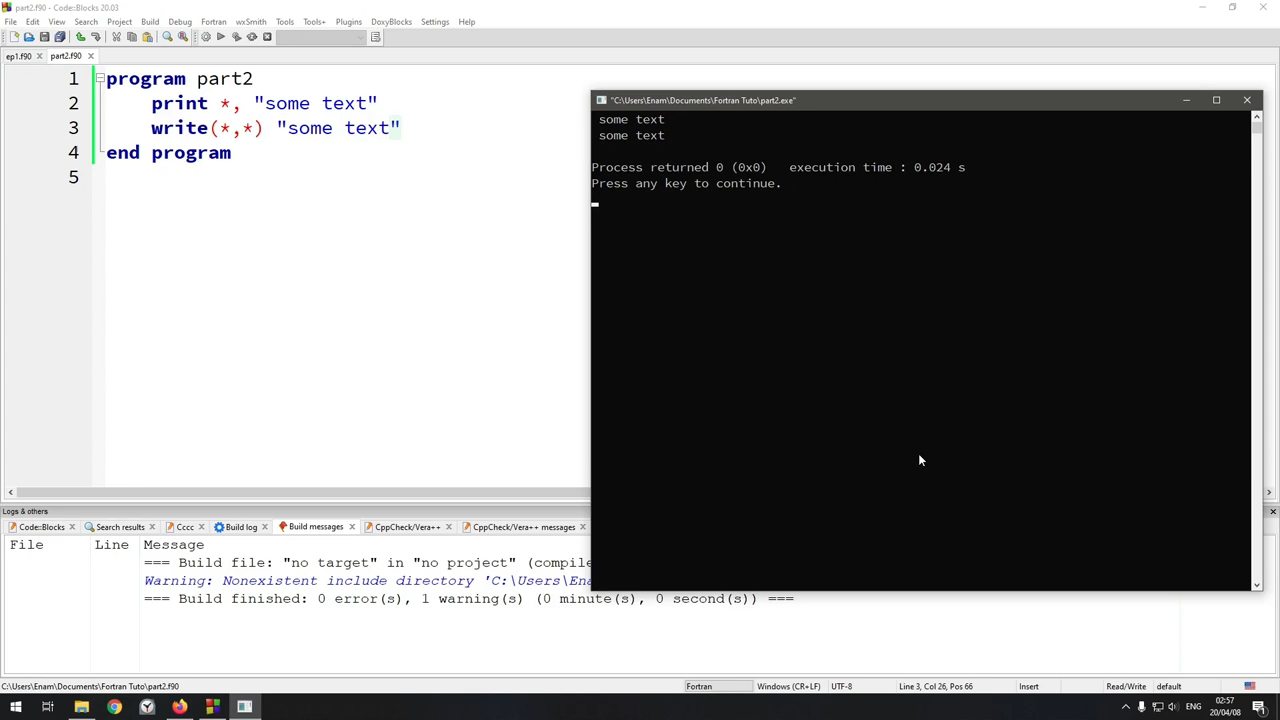 part2.f90 - Code::Blocks 20.03
File Edit View Search Project Build Debug Fortran wxSmith Tools Tools+ Plugins DoxyBlocks Settings Help
ep1.f90 part2.f90
1 program part2
2 print *, "some text"
3 write(*,*) "some text"
4 end program
5
"C:\Users\Enam\Documents\Fortran Tuto\part2.exe"
some text
some text
Process returned 0 (0x0) execution time : 0.024 s
Press any key to continue.
Logs & others
Code::Blocks Search results Cccc Build log Build messages CppCheck/Vera++ CppCheck/Vera++ messages
File Line Message
=== Build file: "no target" in "no project" (compile
Warning: Nonexistent include directory 'C:\Users\Ena
=== Build finished: 0 error(s), 1 warning(s) (0 minute(s), 0 second(s)) ===
C:\Users\Enam\Documents\Fortran Tuto\part2.f90 Fortran Windows (CR+LF) UTF-8 Line 3, Col 26, Pos 66 Insert Read/Write default
ENG 02:57
20/04/08